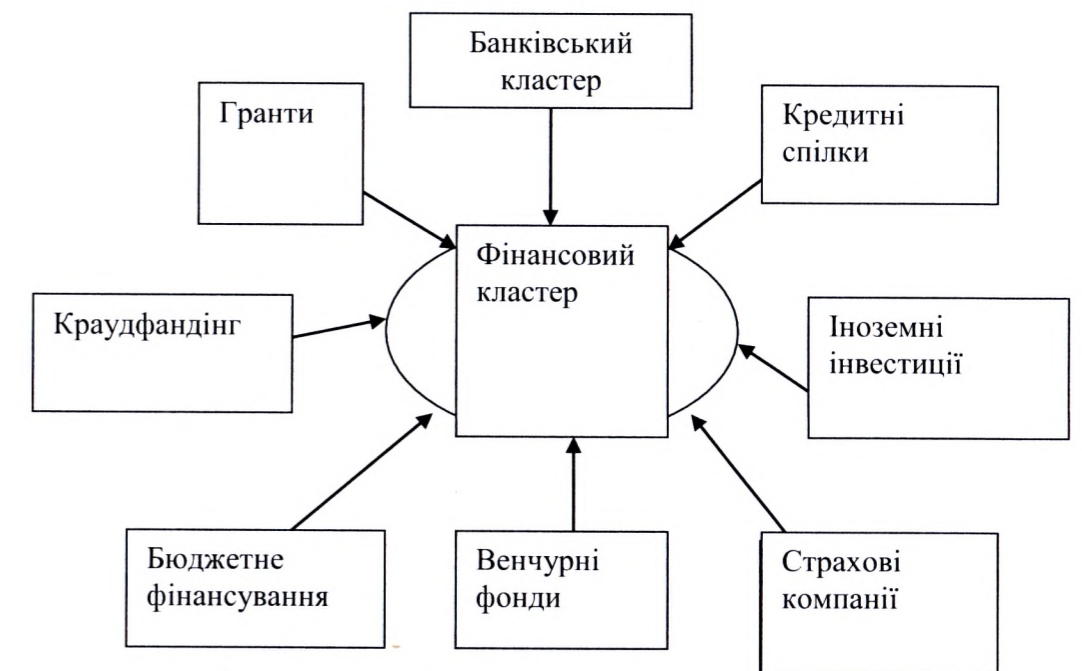 Банківський
кластер
Гранти
Кредитні
спілки
Фінансовий
кластер
Краудфандінг
Іноземні
інвестиції
Бюджетне
фінансування
Венчурні
фонди
Страхові
компанії